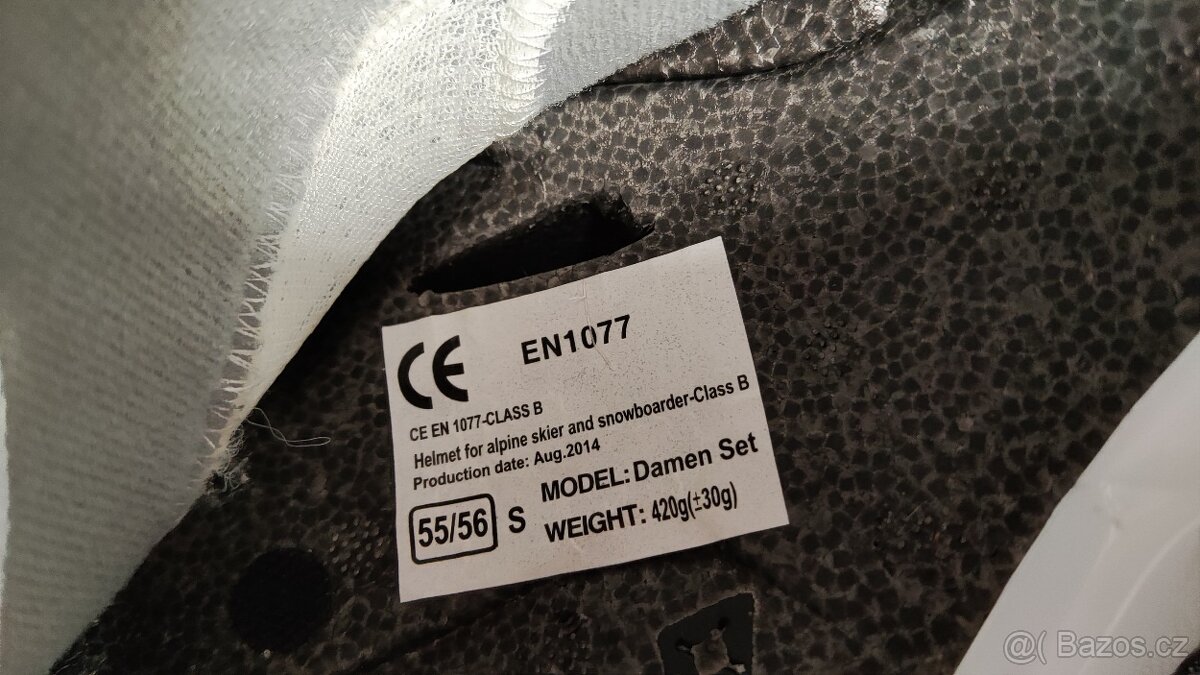 CE EN1077
CE EN 1077-CLASS B
Helmet for alpine skier and snowboarder-Class B
Production date: Aug.2014
55/56 S MODEL: Damen Set
WEIGHT: 420g(±30g)
@( Bazos.cz